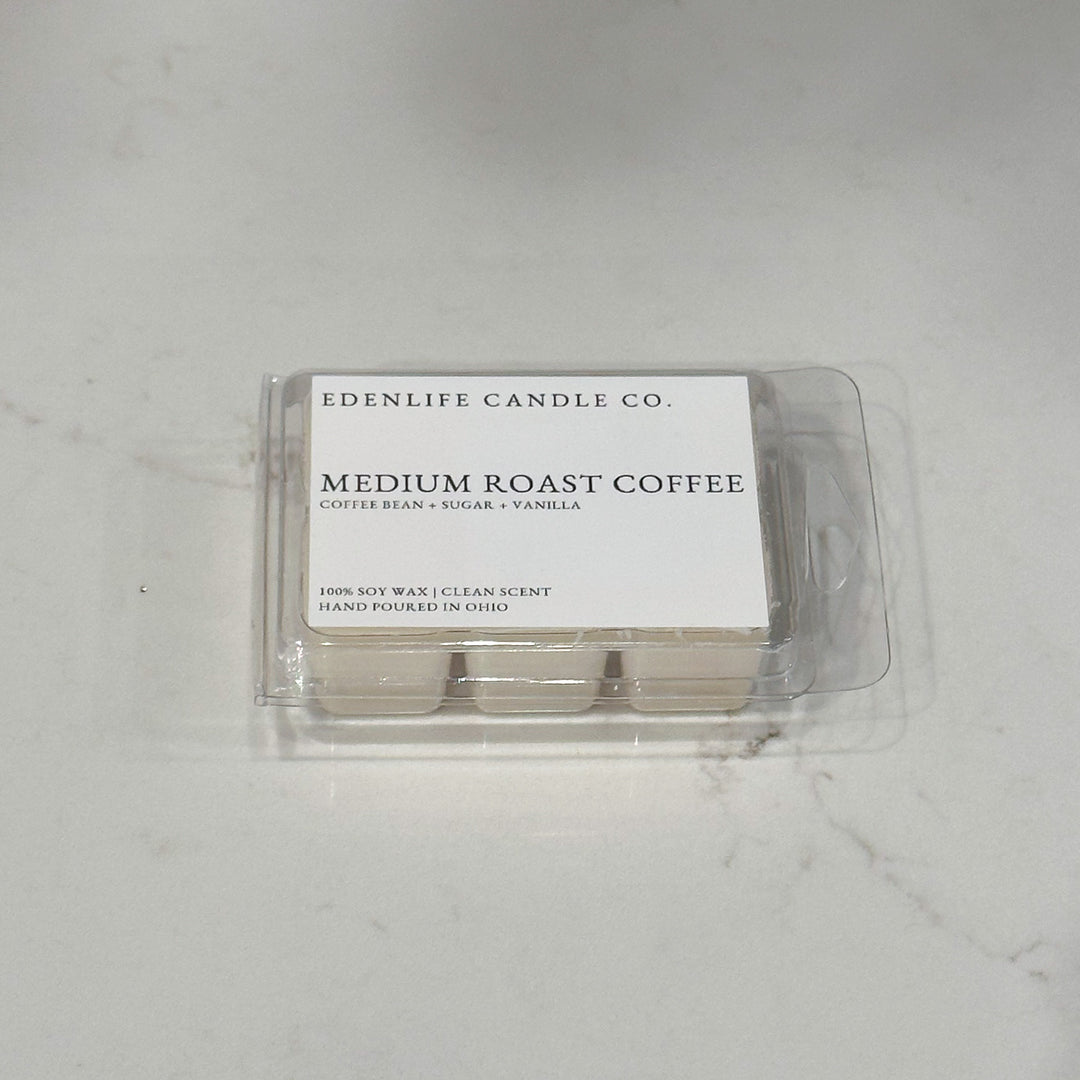 EDENLIFE CANDLE CO.
MEDIUM ROAST COFFEE
COFFEE BEAN + SUGAR + VANILLA
100% SOY WAX | CLEAN SCENT
HAND POURED IN OHIO